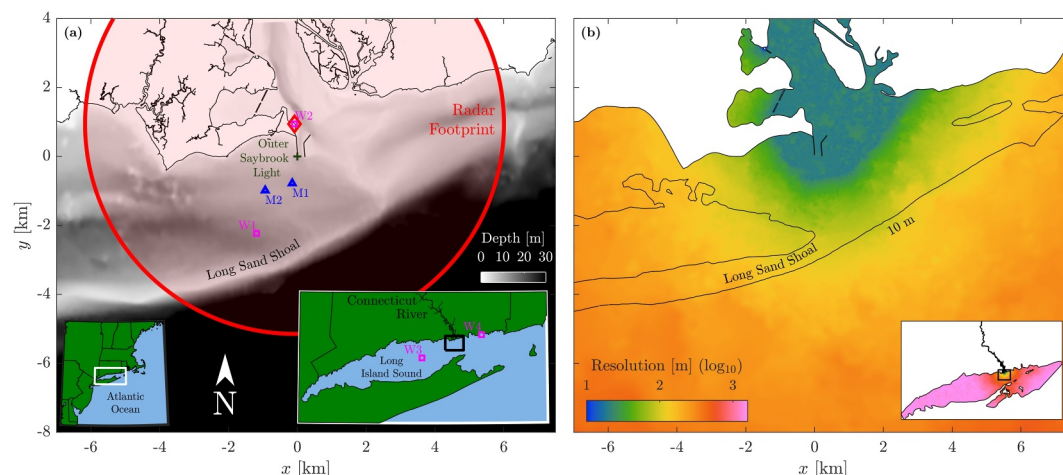 (a)
W2
Radar
Footprint
Outer
Saybrook
Light
M1
M2
W1
Long Sand Shoal
Depth [m]
0 10 20 30
Connecticut
River
W4
W3
Long
Island Sound
Atlantic
Ocean
N
4
2
0
-2
-4
-6
-8
y [km]
-6 -4 -2 0 2 4 6
x [km]
(b)
10 m
Long Sand Shoal
Resolution [m] (log10)
1 2 3
-6 -4 -2 0 2 4 6
x [km]